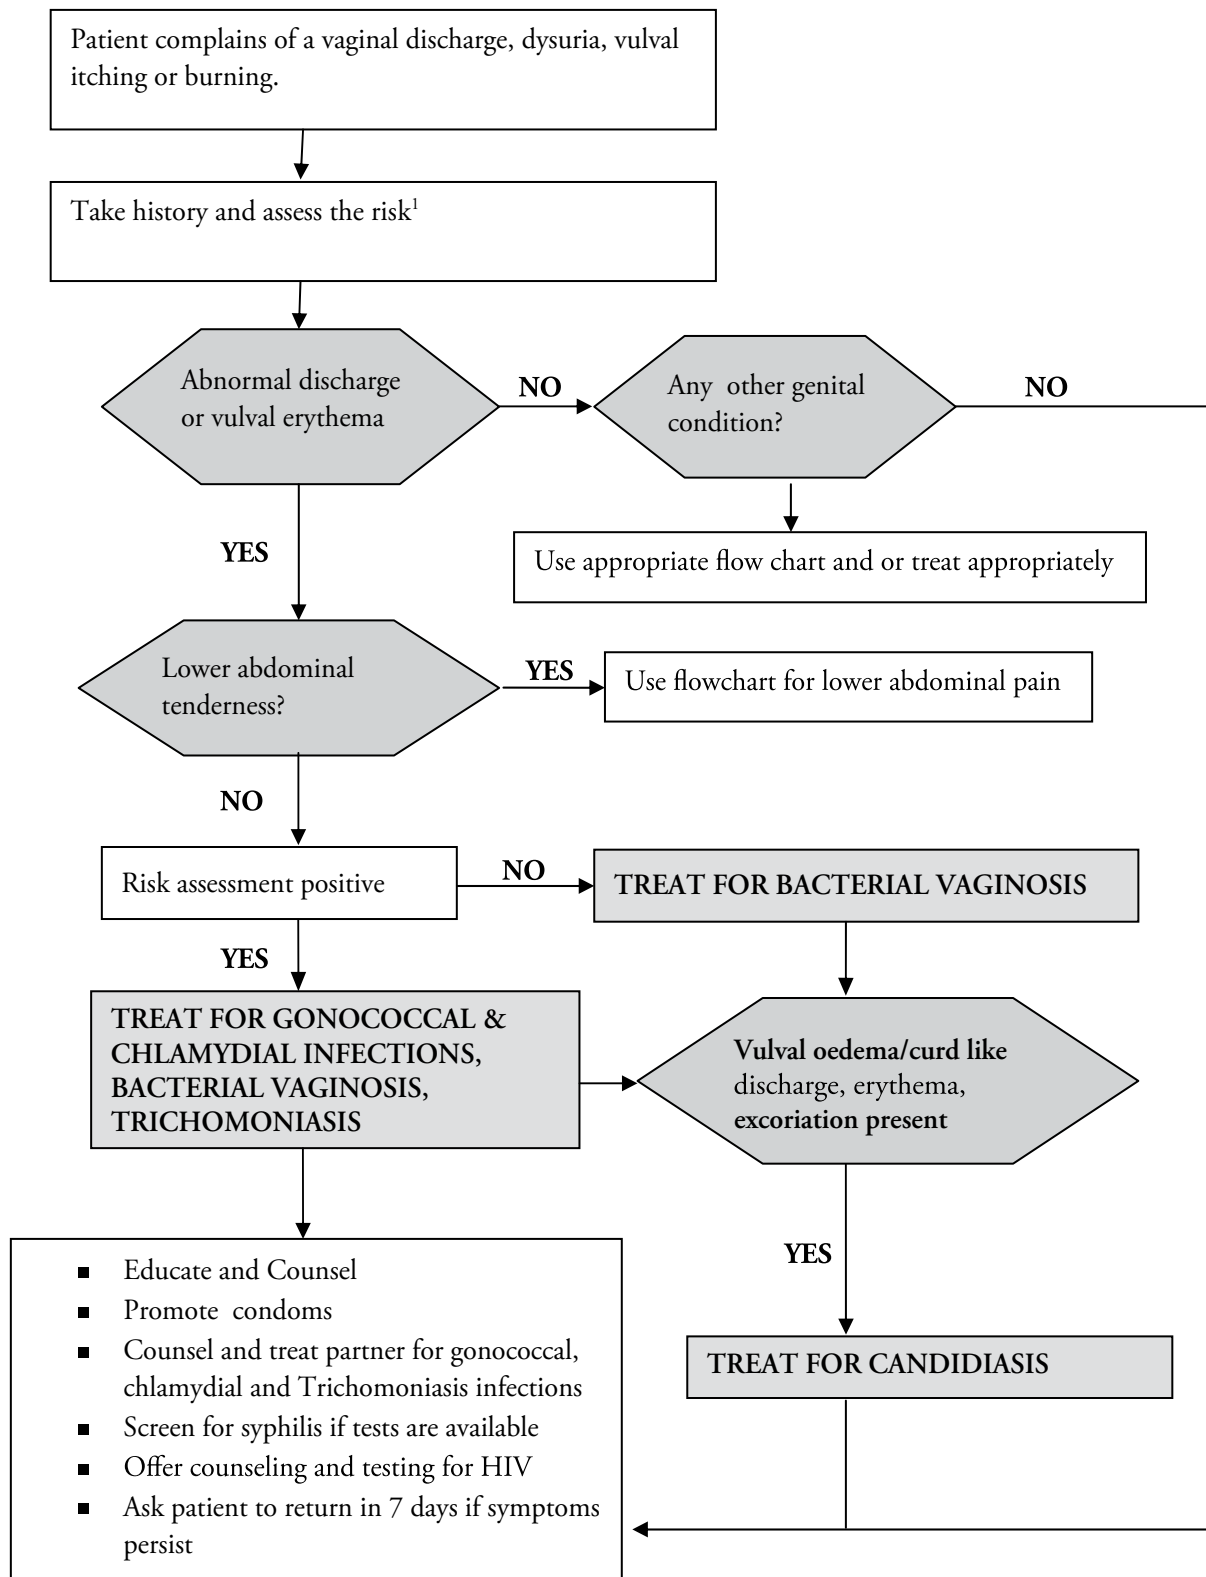 Patient complains of a vaginal discharge, dysuria, vulval
itching or burning.
Take history and assess the risk1
Abnormal discharge
or vulval erythema
NO
Any other genital
condition?
NO
YES
Use appropriate flow chart and or treat appropriately
Lower abdominal
tenderness?
YES
Use flowchart for lower abdominal pain
NO
Risk assessment positive
NO
TREAT FOR BACTERIAL VAGINOSIS
YES
TREAT FOR GONOCOCCAL &
CHLAMYDIAL INFECTIONS,
BACTERIAL VAGINOSIS,
TRICHOMONIASIS
Vulval oedema/curd like
discharge, erythema,
excoriation present
YES
TREAT FOR CANDIDIASIS
▪ Educate and Counsel
▪ Promote condoms
▪ Counsel and treat partner for gonococcal,
chlamydial and Trichomoniasis infections
▪ Screen for syphilis if tests are available
▪ Offer counseling and testing for HIV
▪ Ask patient to return in 7 days if symptoms
persist